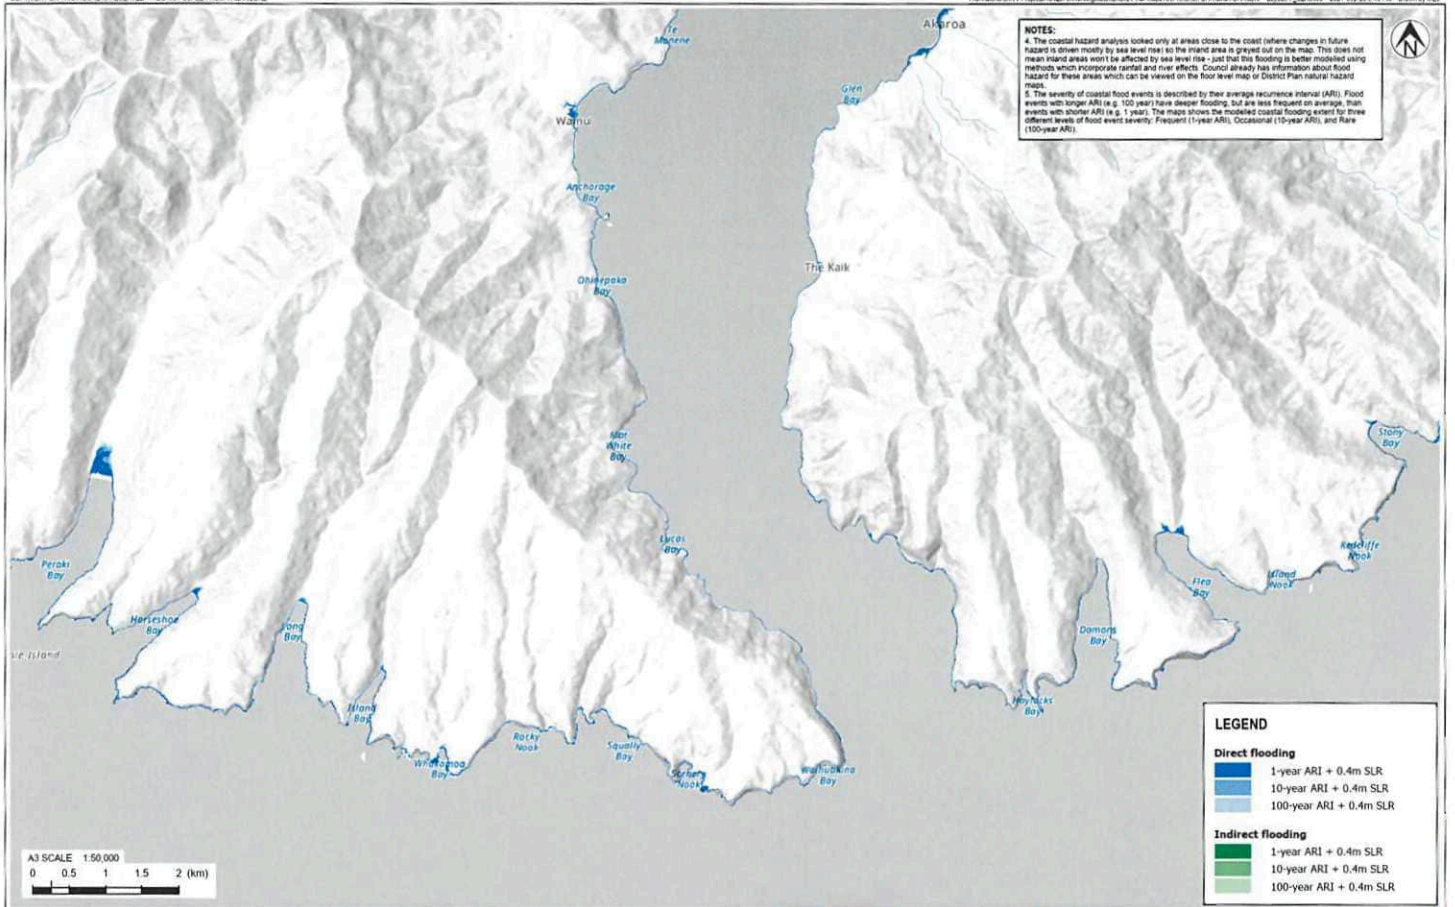 Akaroa
Te
Monene
Glen
Bay
Wainui
Anchorage
Bay
The Kaik
Ohinepaka
Bay
Mat
White
Bay
Stony
Bay
Lucas
Bay
Redcliffe
Nook
Island
Nook
Flea
Bay
Peraki
Bay
Horseshoe
Bay
Long
Bay
Damons
Bay
Island
Bay
Haylocks
Bay
Rocky
Nook
Squally
Bay
Whakamoa
Bay
Scenery
Nook
Waihuakina
Bay
Island
NOTES:
4. The coastal hazard analysis looked only at areas close to the coast (where changes in future
hazard is driven mostly by sea level rise) so the inland area is greyed out on the map. This does not
mean inland areas won't be affected by sea level rise - just that this flooding is better modelled using
methods which incorporate rainfall and river effects. Council already has information about flood
hazard for these areas which can be viewed on the floor level map or District Plan natural hazard
maps.
5. The severity of coastal flood events is described by their average recurrence interval (ARI). Flood
events with longer ARI (e.g. 100 year) have deeper flooding, but are less frequent on average, than
events with shorter ARI (e.g. 1 year). The maps shows the modelled coastal flooding extent for three
different levels of flood event severity: Frequent (1-year ARI), Occasional (10-year ARI), and Rare
(100-year ARI).
N
LEGEND
Direct flooding
1-year ARI + 0.4m SLR
10-year ARI + 0.4m SLR
100-year ARI + 0.4m SLR
Indirect flooding
1-year ARI + 0.4m SLR
10-year ARI + 0.4m SLR
100-year ARI + 0.4m SLR
A3 SCALE 1:50,000
0 0.5 1 1.5 2 (km)